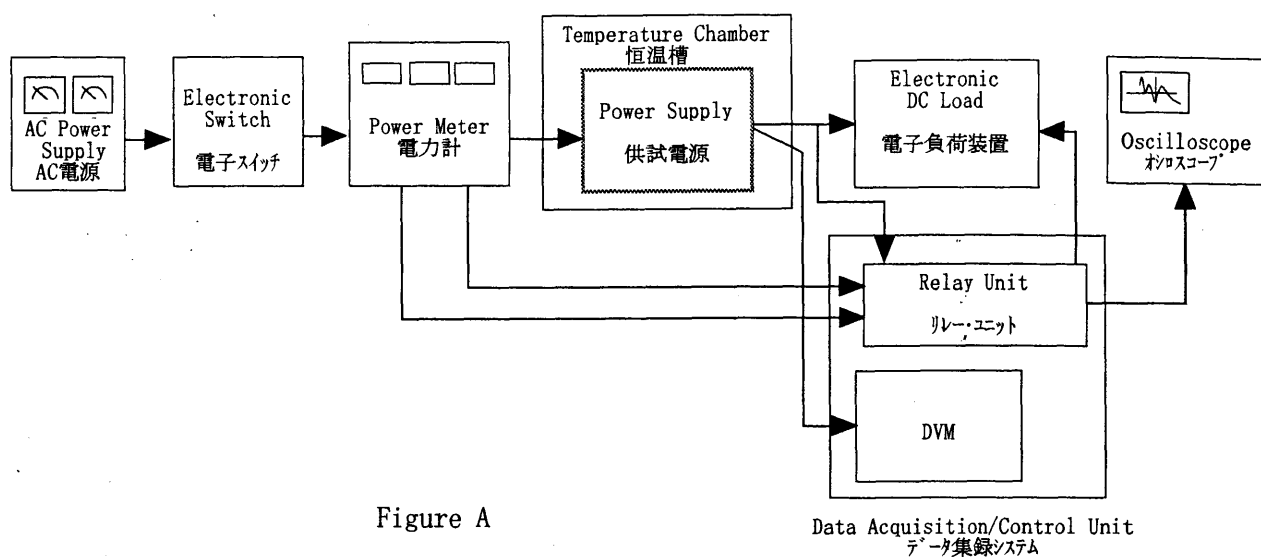 AC Power
Supply
AC電源
Electronic
Switch
電子スイッチ
Power Meter
電力計
Temperature Chamber
恒温槽
Power Supply
供試電源
Electronic
DC Load
電子負荷装置
Oscilloscope
オシロスコープ
Relay Unit
リレー・ユニット
DVM
Data Acquisition/Control Unit
データ集録システム
Figure A